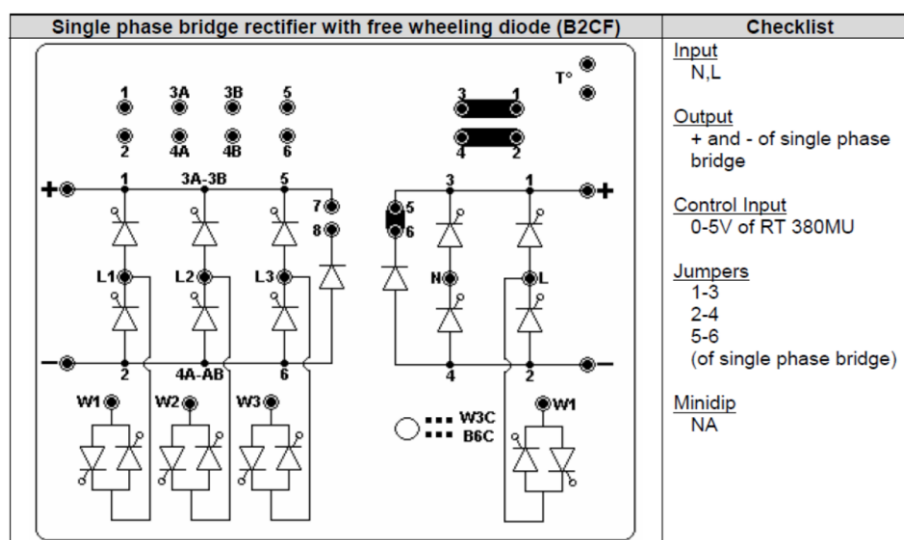 Single phase bridge rectifier with free wheeling diode (B2CF)
Checklist
1 3A 3B 5
2 4A 4B 6
3 1
4 2
T°
+ 1 3A-3B 5
7
8
3 1 +
5
6
L1 L2 L3
N L
- 2 4A-AB 6
4 2 -
W1 W2 W3
W3C
B6C
W1
Input
N,L
Output
+ and - of single phase
bridge
Control Input
0-5V of RT 380MU
Jumpers
1-3
2-4
5-6
(of single phase bridge)
Minidip
NA